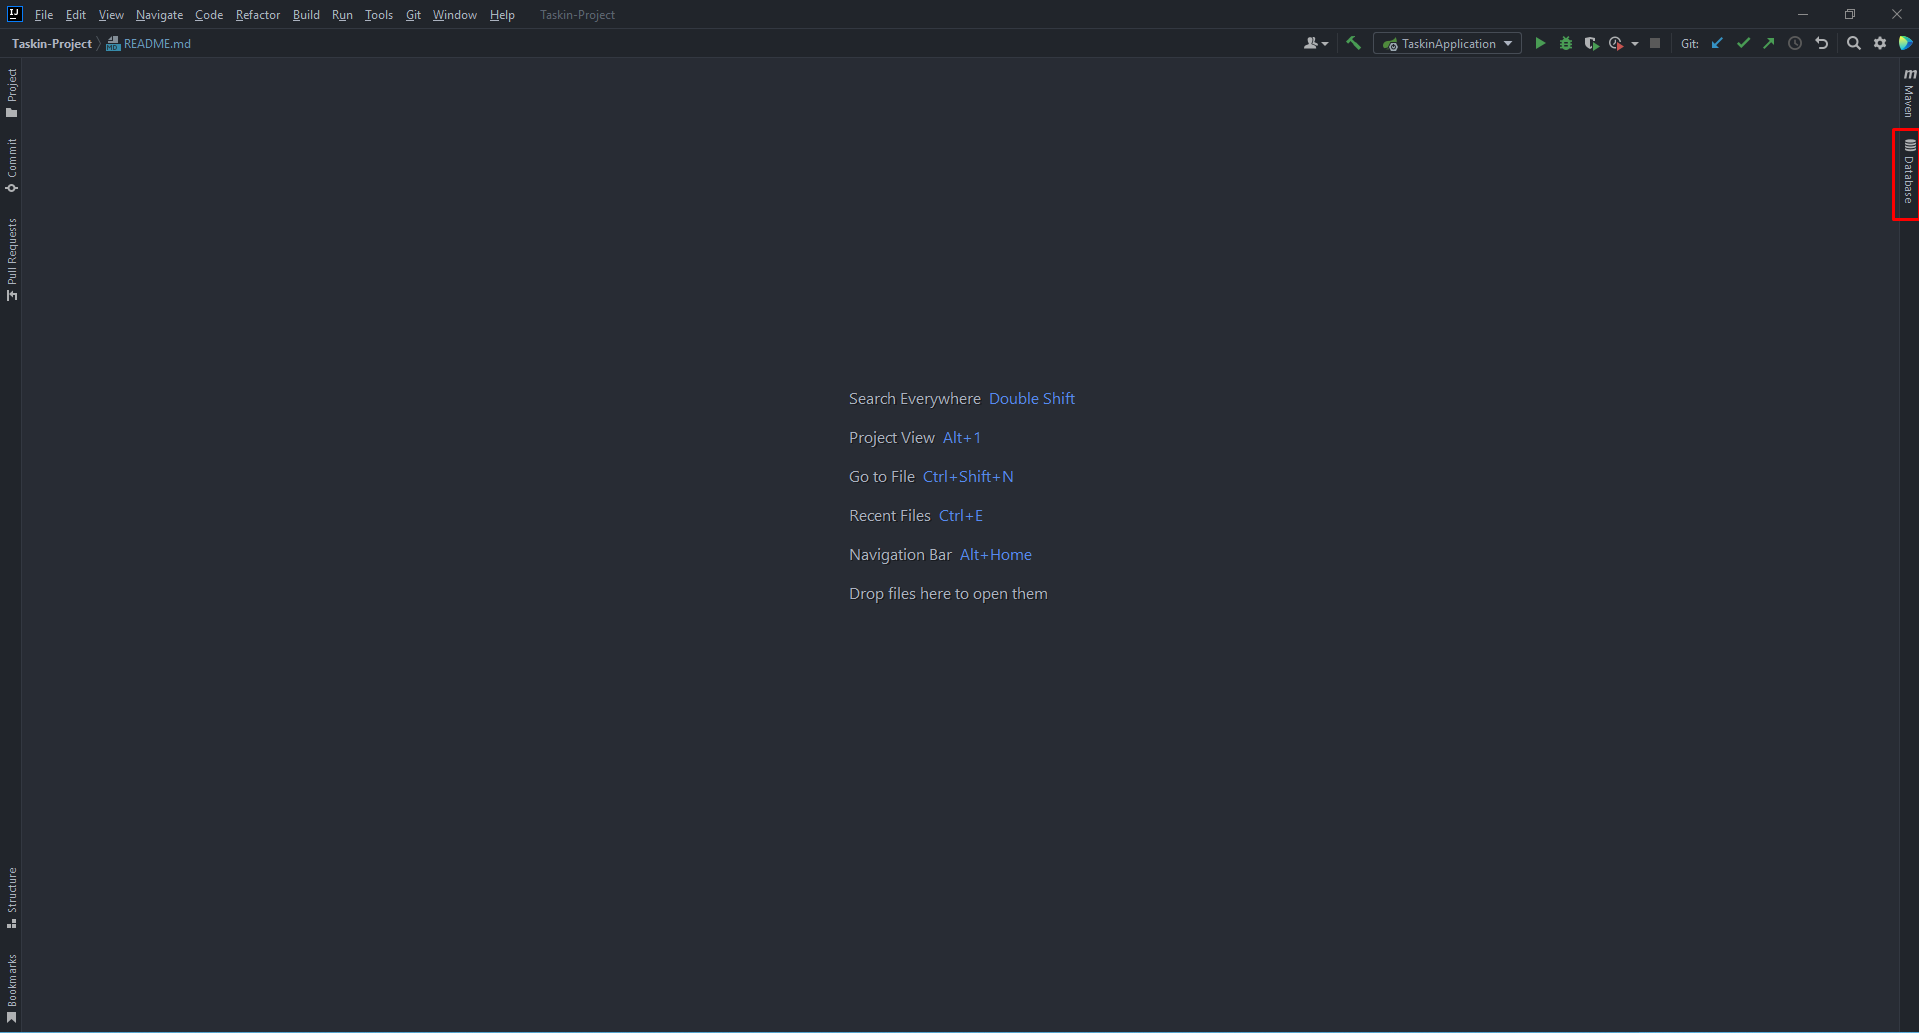 IJ File Edit View Navigate Code Refactor Build Run Tools Git Window Help Taskin-Project
Taskin-Project README.md TaskinApplication Git:
Project
Commit
Pull Requests
Structure
Bookmarks
m Maven
Database
Search Everywhere Double Shift
Project View Alt+1
Go to File Ctrl+Shift+N
Recent Files Ctrl+E
Navigation Bar Alt+Home
Drop files here to open them